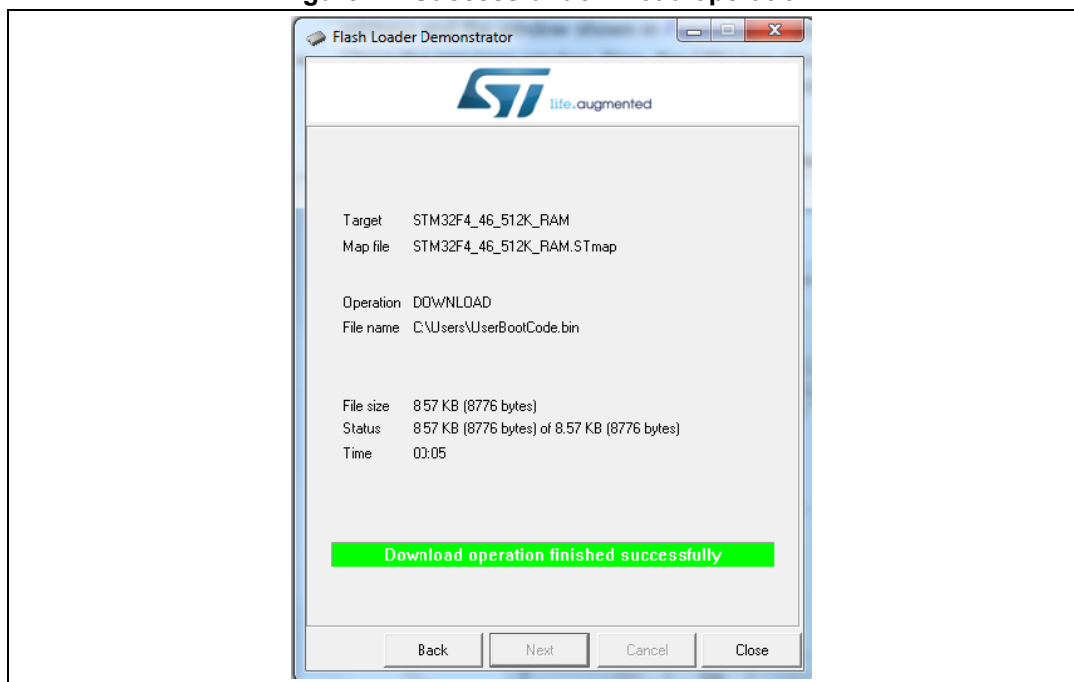 Flash Loader Demonstrator
ST life.augmented
Target STM32F4_46_512K_RAM
Map file STM32F4_46_512K_RAM.STmap
Operation DOWNLOAD
File name C:\Users\UserBootCode.bin
File size 8.57 KB (8776 bytes)
Status 8.57 KB (8776 bytes) of 8.57 KB (8776 bytes)
Time 00:05
Download operation finished successfully
Back Next Cancel Close